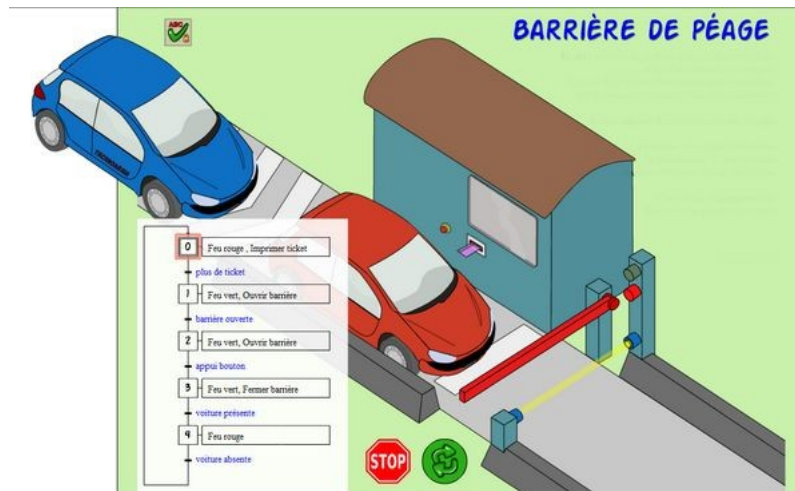 ABC
BARRIÈRE DE PÉAGE
TECHNOMANIA
0 Feu rouge , Imprimer ticket
plus de ticket
1 Feu vert, Ouvrir barrière
barrière ouverte
2 Feu vert, Ouvrir barrière
appui bouton
3 Feu vert, Fermer barrière
voiture présente
4 Feu rouge
voiture absente
STOP